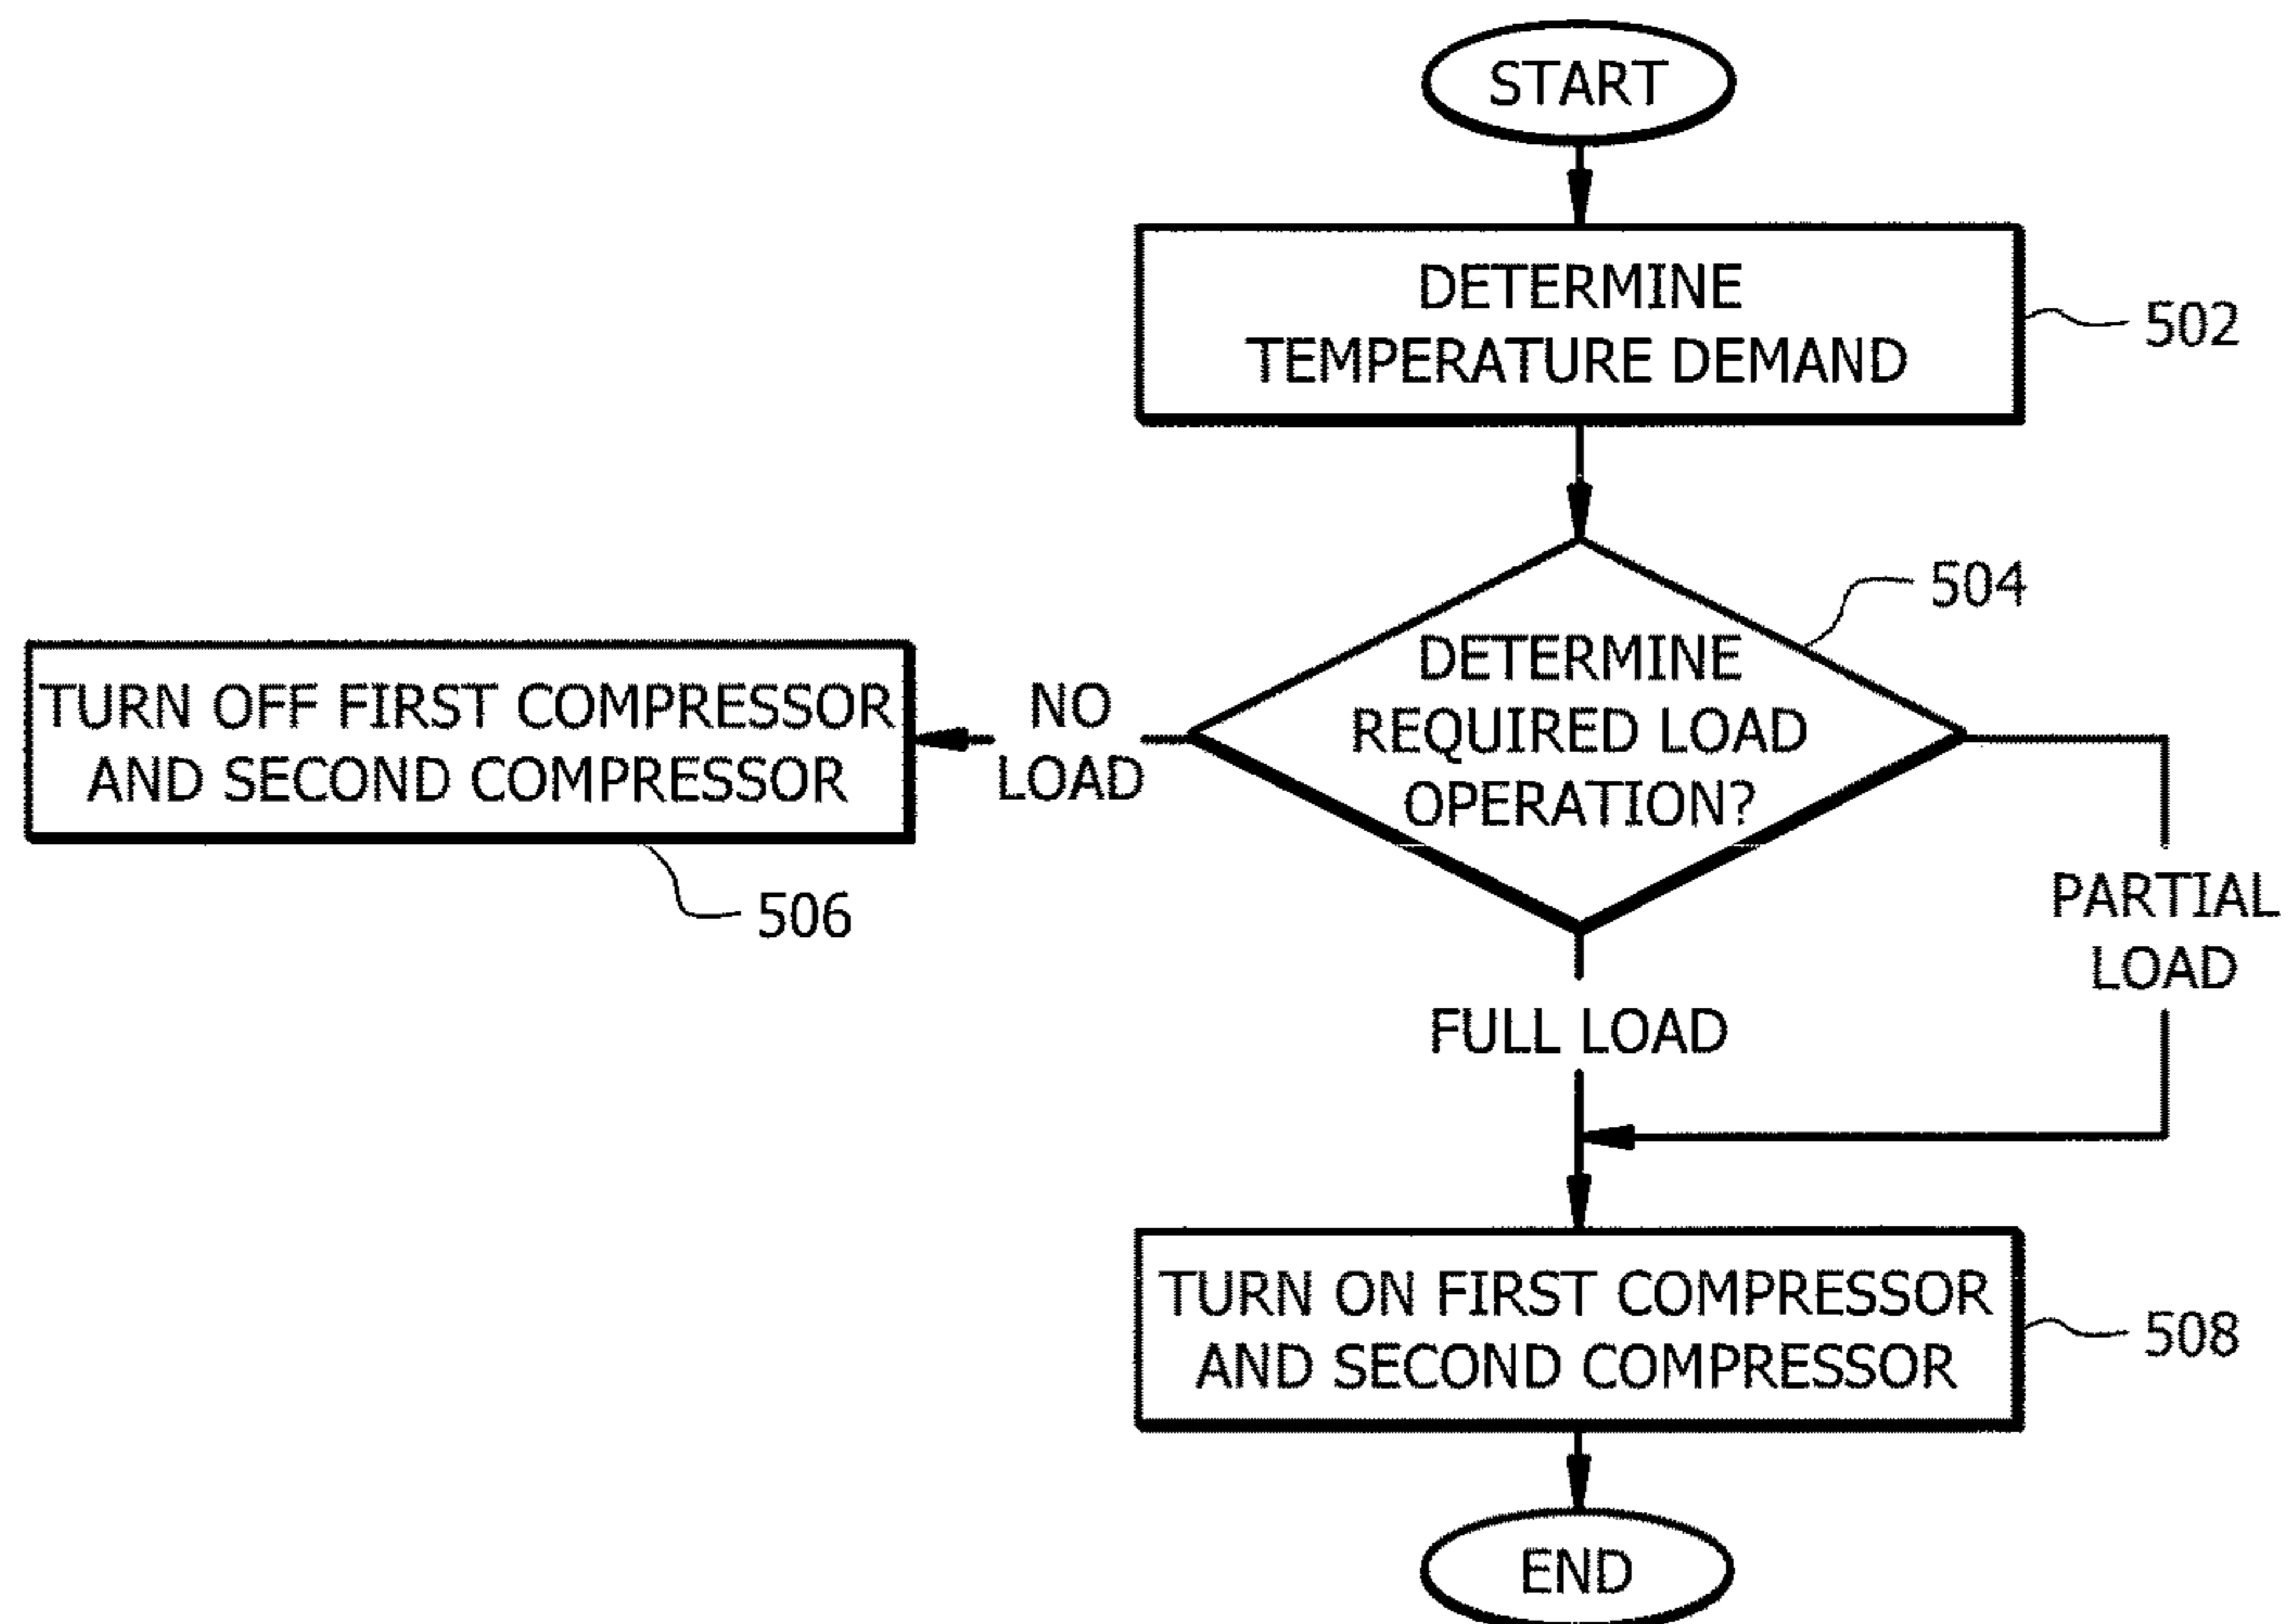 START
DETERMINE
TEMPERATURE DEMAND
502
504
DETERMINE
REQUIRED LOAD
OPERATION?
NO
LOAD
TURN OFF FIRST COMPRESSOR
AND SECOND COMPRESSOR
506
PARTIAL
LOAD
FULL LOAD
TURN ON FIRST COMPRESSOR
AND SECOND COMPRESSOR
508
END